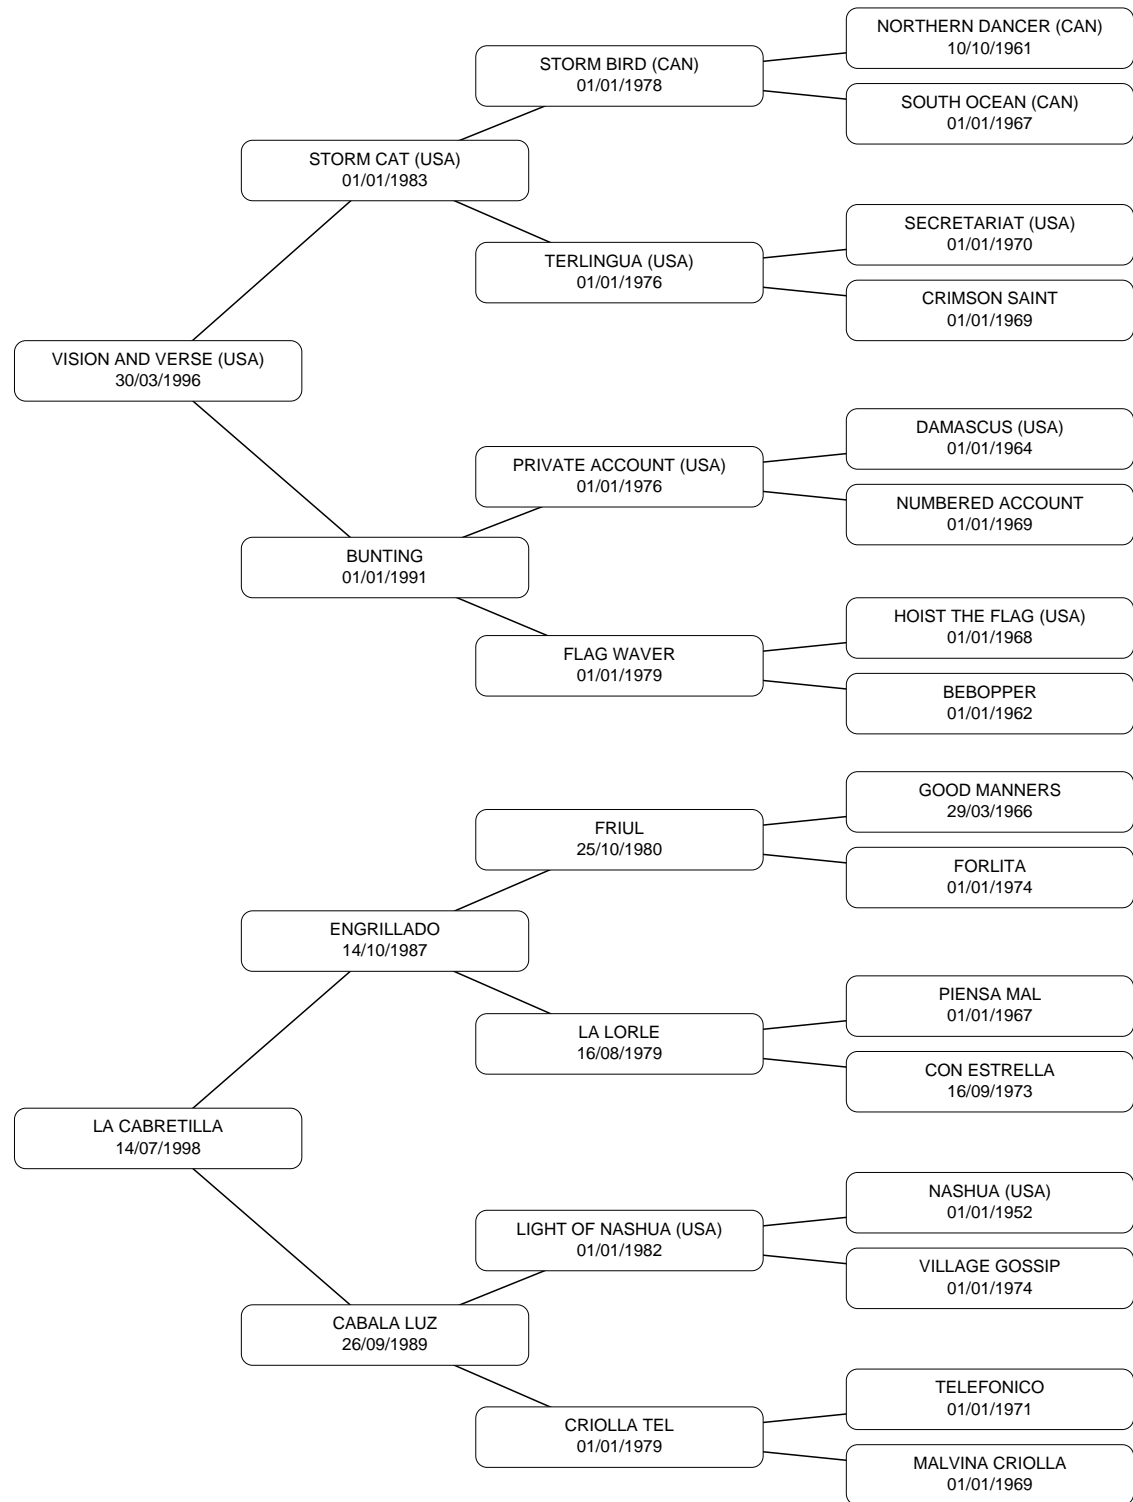 NORTHERN DANCER (CAN)
10/10/1961
STORM BIRD (CAN)
01/01/1978
SOUTH OCEAN (CAN)
01/01/1967
STORM CAT (USA)
01/01/1983
SECRETARIAT (USA)
01/01/1970
TERLINGUA (USA)
01/01/1976
CRIMSON SAINT
01/01/1969
VISION AND VERSE (USA)
30/03/1996
DAMASCUS (USA)
01/01/1964
PRIVATE ACCOUNT (USA)
01/01/1976
NUMBERED ACCOUNT
01/01/1969
BUNTING
01/01/1991
HOIST THE FLAG (USA)
01/01/1968
FLAG WAVER
01/01/1979
BEBOPPER
01/01/1962
GOOD MANNERS
29/03/1966
FRIUL
25/10/1980
FORLITA
01/01/1974
ENGRILLADO
14/10/1987
PIENSA MAL
01/01/1967
LA LORLE
16/08/1979
CON ESTRELLA
16/09/1973
LA CABRETILLA
14/07/1998
NASHUA (USA)
01/01/1952
LIGHT OF NASHUA (USA)
01/01/1982
VILLAGE GOSSIP
01/01/1974
CABALA LUZ
26/09/1989
TELEFONICO
01/01/1971
CRIOLLA TEL
01/01/1979
MALVINA CRIOLLA
01/01/1969